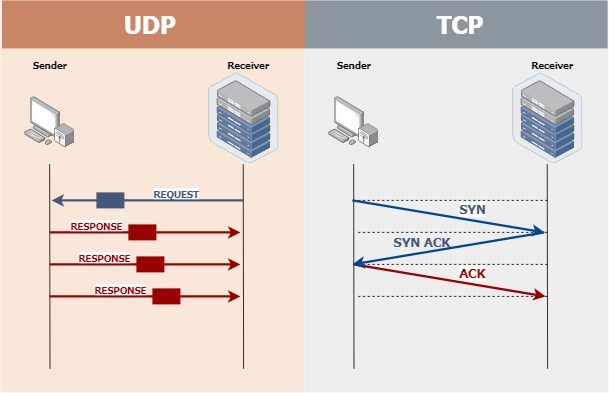 UDP
TCP
Sender
Receiver
Sender
Receiver
REQUEST
RESPONSE
RESPONSE
RESPONSE
SYN
SYN ACK
ACK